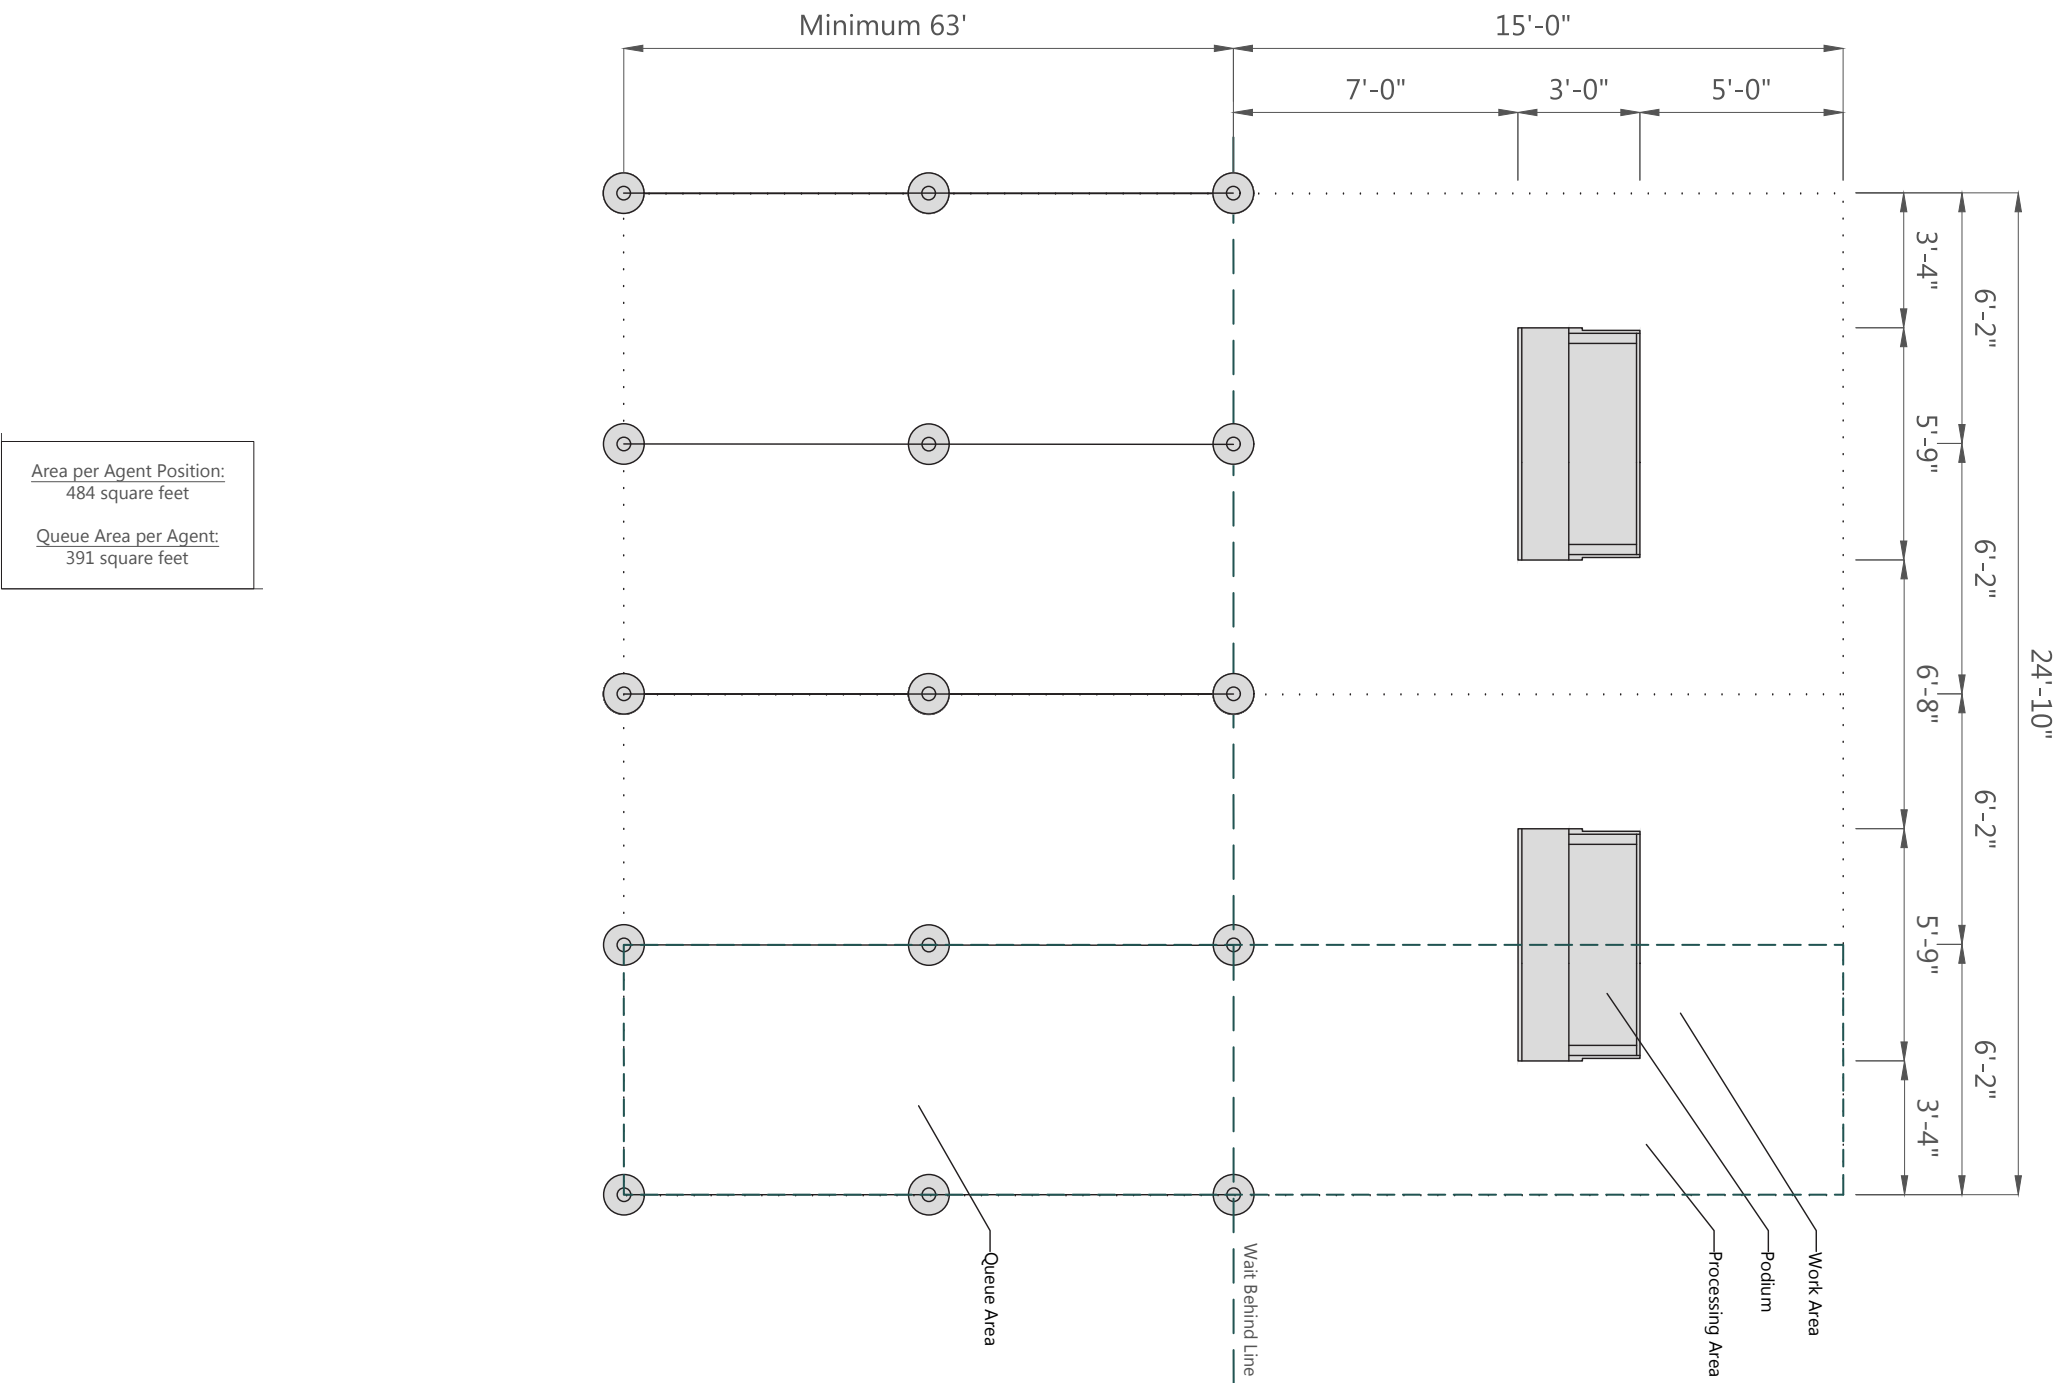 Minimum 63'
15'-0"
7'-0"
3'-0"
5'-0"
3'-4"
6'-2"
5'-9"
6'-2"
24'-10"
6'-8"
6'-2"
5'-9"
6'-2"
3'-4"
Area per Agent Position:
484 square feet
Queue Area per Agent:
391 square feet
Queue Area
Wait Behind Line
Processing Area
Podium
Work Area